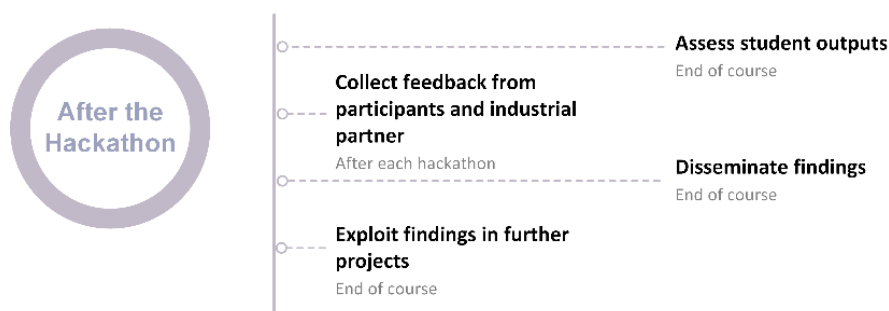 After the
Hackathon
Assess student outputs
End of course
Collect feedback from
participants and industrial
partner
After each hackathon
Disseminate findings
End of course
Exploit findings in further
projects
End of course